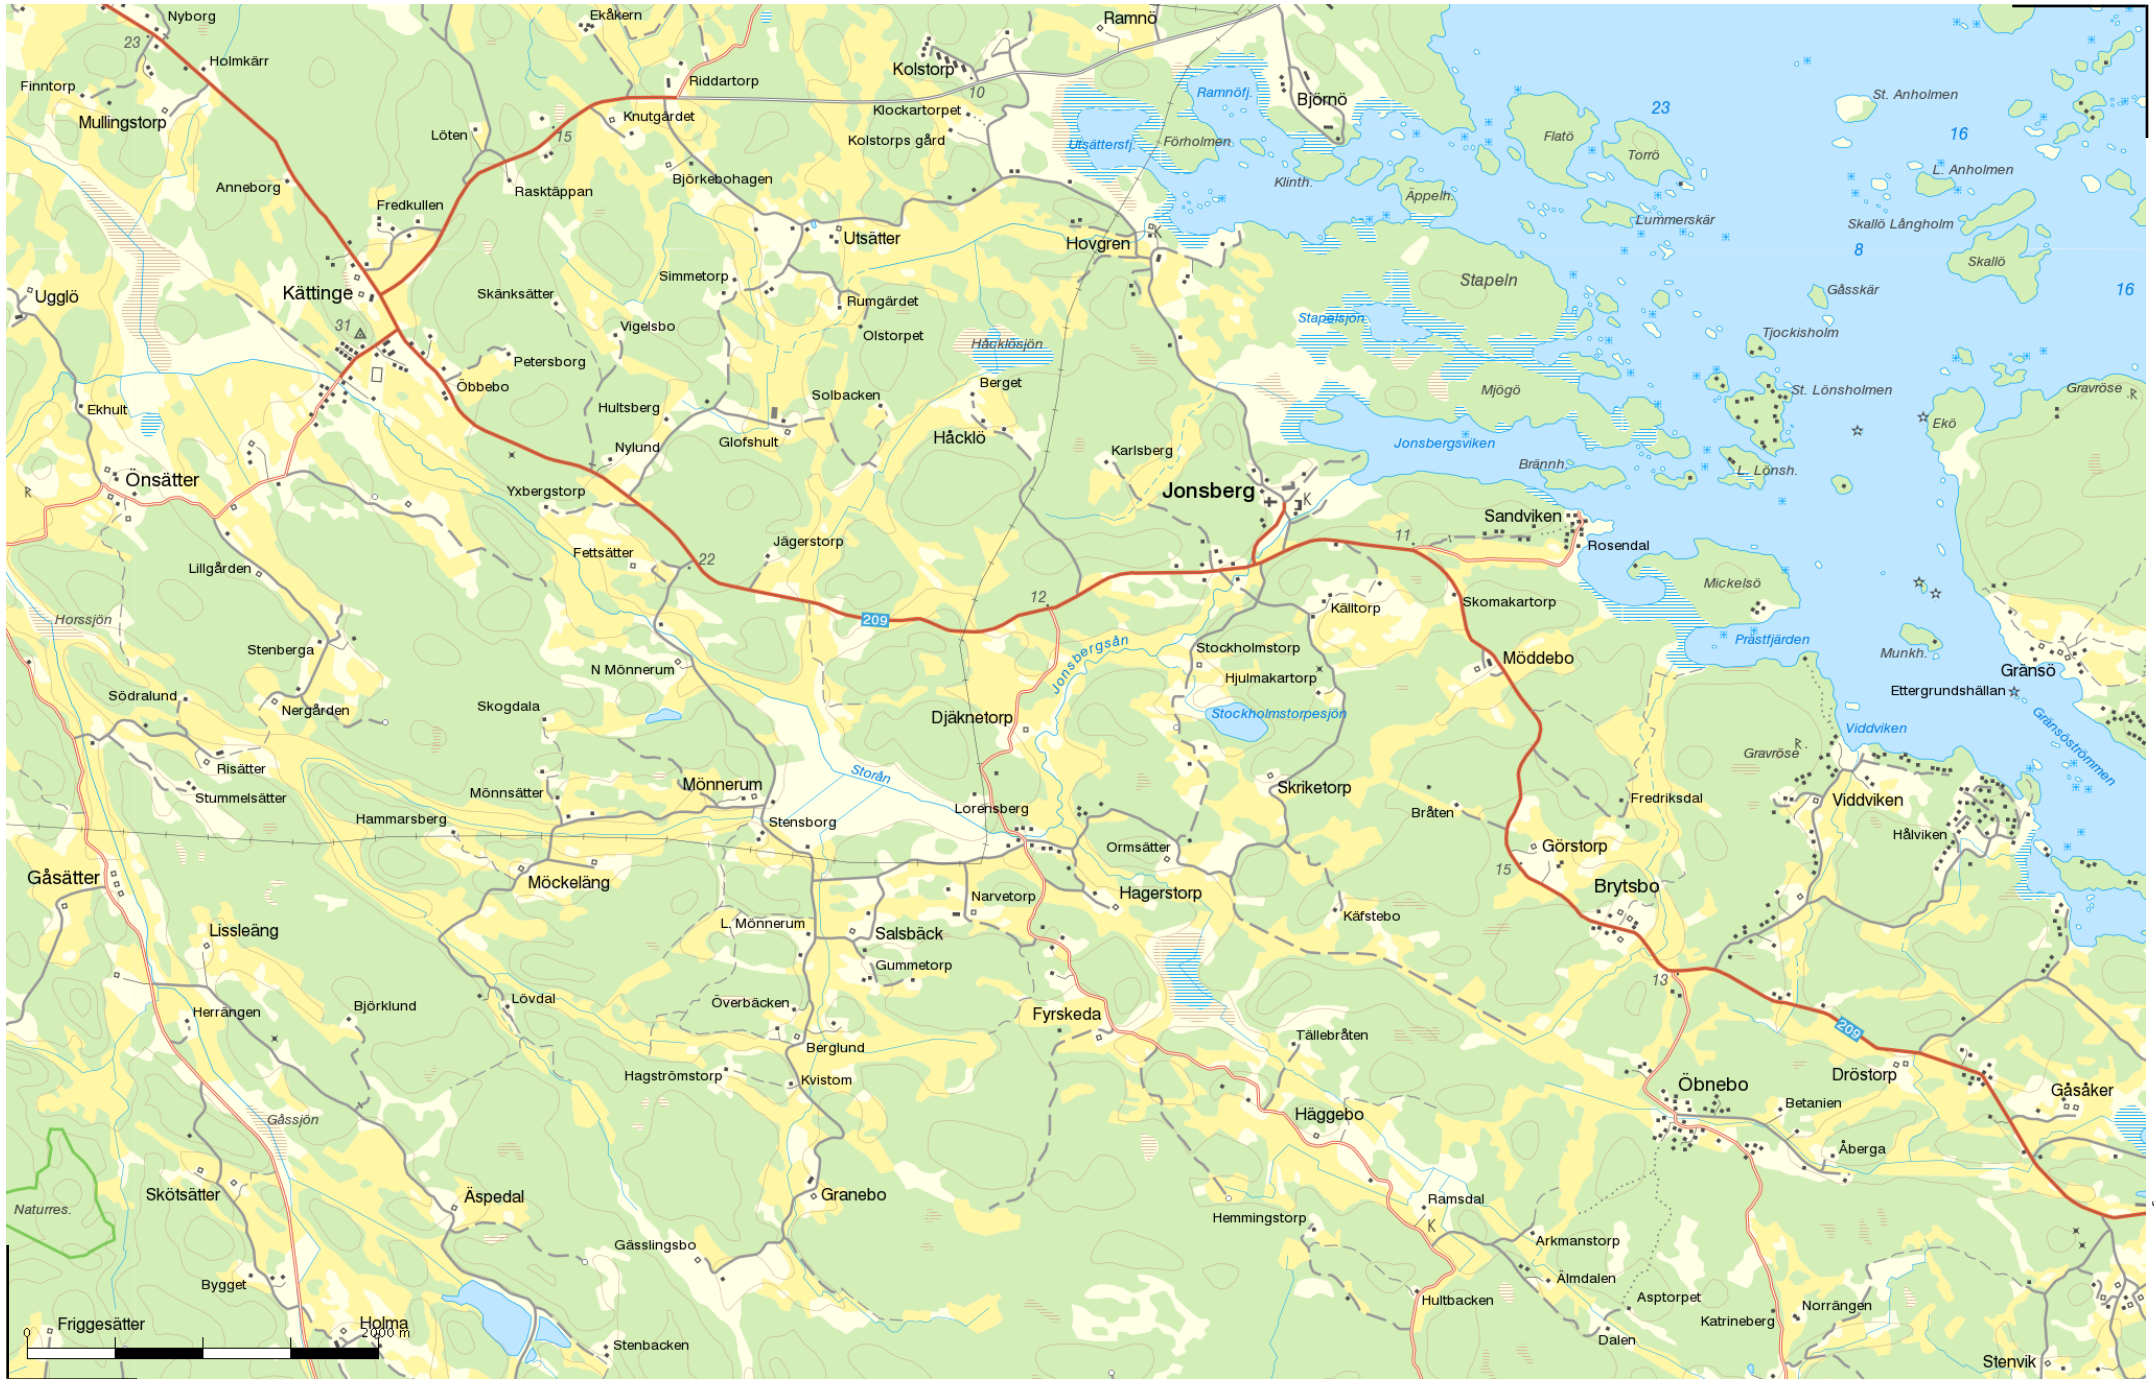 Nyborg
Ekåkern
Ramnö
23
Holmkärr
Finntorp
Mullingstorp
Riddartorp
Kolstorp
10
Ramnöfj.
Björnö
St. Anholmen
23
Knutgärdet
Klockartorpet
Löten
15
Kolstorps gård
Utsättersfj.
Förholmen
Flatö
Torrö
16
L. Anholmen
Anneborg
Rasktäppan
Björkebohagen
Klinth.
Äppelh.
Fredkullen
Lummerskär
Skallö Långholm
Utsätter
Hovgren
K
8
Skallö
Simmetorp
Stapeln
Kättinge
Skänksätter
Rumgärdet
Gåsskär
16
Ugglö
31
Vigelsbo
Olstorpet
Håcklösjön
Stapelsjön
Tjockisholm
Petersborg
Öbbebo
Solbacken
Berget
Mjögö
St. Lönsholmen
Gravröse
R
Ekhult
Hultsberg
Glofshult
Håcklö
Jonsbergsviken
Ekö
Nylund
Karlsberg
Brännh.
L. Lönsh.
Önsätter
R
Yxbergstorp
Jonsberg
K
Sandviken
Fettsätter
Jägerstorp
22
11
Rosendal
Lillgården
Mickelsö
Horssjön
209
12
Källtorp
Skomakartorp
Stenberga
N Mönnerum
Jonsbergsån
Stockholmstorp
Möddebo
Prästfjärden
Munkh.
Gränsö
Södralund
Nergården
Skogdala
Hjulmakartorp
Ettergrundshällan
Djäknetorp
Stockholmstorpesjön
Viddviken
Gränsöströmmen
Risätter
Storån
Gravröse
R
Stummelsätter
Mönnsätter
Mönnerum
Skriketorp
Fredriksdal
Viddviken
Hammarsberg
Stensborg
Lorensberg
Bråten
Hålviken
Ormsätter
Görstorp
Gåsätter
Möckeläng
Hagerstorp
15
Brytsbo
Lissleäng
L. Mönnerum
Salsbäck
Narvetorp
Käfstebo
Gummetorp
13
Herrängen
Björklund
Lövdal
Överbäcken
Fyrskeda
209
Berglund
Tällebråten
Hagströmstorp
Kvistom
Öbnebo
Dröstorp
Gåsåker
Gåssjön
Häggebo
Betanien
Åberga
Skötsätter
Äspedal
Granebo
Ramsdal
Naturres.
Hemmingstorp
K
Gässlingsbo
Arkmanstorp
Bygget
Älmdalen
Hultbacken
Asptorpet
Norrängen
Friggesätter
Holma
Katrineberg
0
2000 m
Stenbacken
Dalen
Stenvik